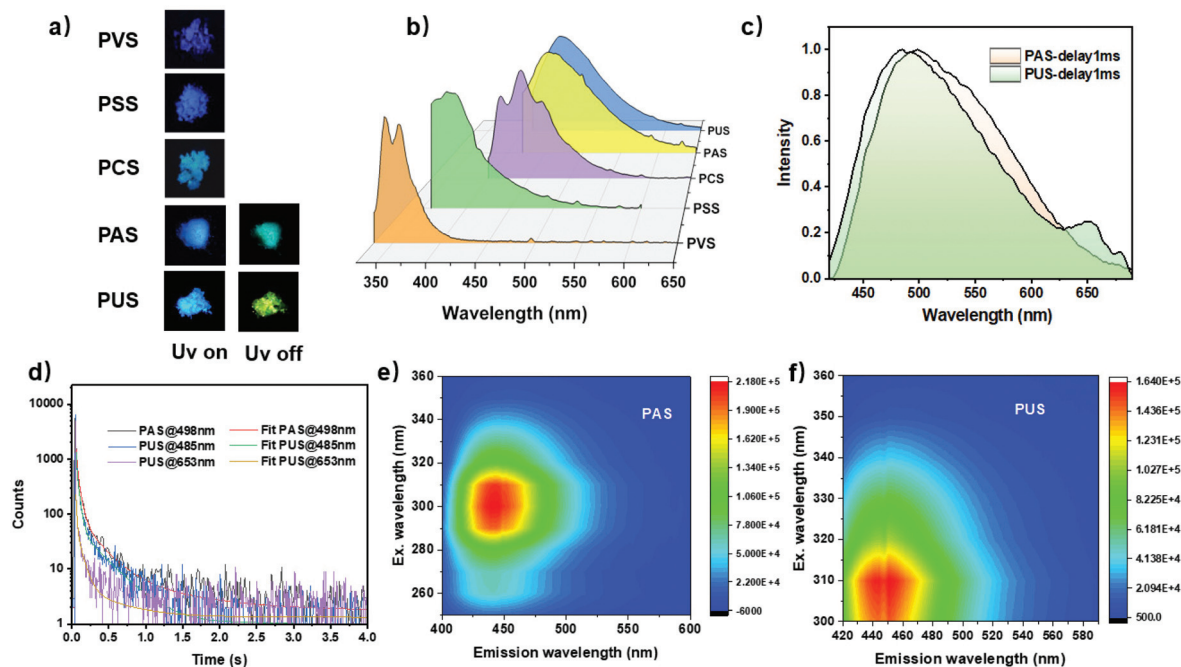 a)
PVS
PSS
PCS
PAS
PUS
Uv on Uv off
b)
PUS
PAS
PCS
PSS
PVS
350 400 450 500 550 600 650
Wavelength (nm)
c)
PAS-delay1ms
PUS-delay1ms
1.0
0.8
0.6
0.4
0.2
0.0
Intensity
450 500 550 600 650
Wavelength (nm)
d)
10000
1000
100
10
1
Counts
PAS@498nm Fit PAS@498nm
PUS@485nm Fit PUS@485nm
PUS@653nm Fit PUS@653nm
0.0 0.5 1.0 1.5 2.0 2.5 3.0 3.5 4.0
Time (s)
e)
PAS
360
340
320
300
280
260
Ex. wavelength (nm)
400 450 500 550 600
Emission wavelength (nm)
2.180E+5
1.900E+5
1.620E+5
1.340E+5
1.060E+5
7.800E+4
5.000E+4
2.200E+4
-6000
f)
PUS
360
350
340
330
320
310
300
Ex. wavelength (nm)
420 440 460 480 500 520 540 560 580
Emission wavelength (nm)
1.640E+5
1.436E+5
1.231E+5
1.027E+5
8.225E+4
6.181E+4
4.138E+4
2.094E+4
500.0